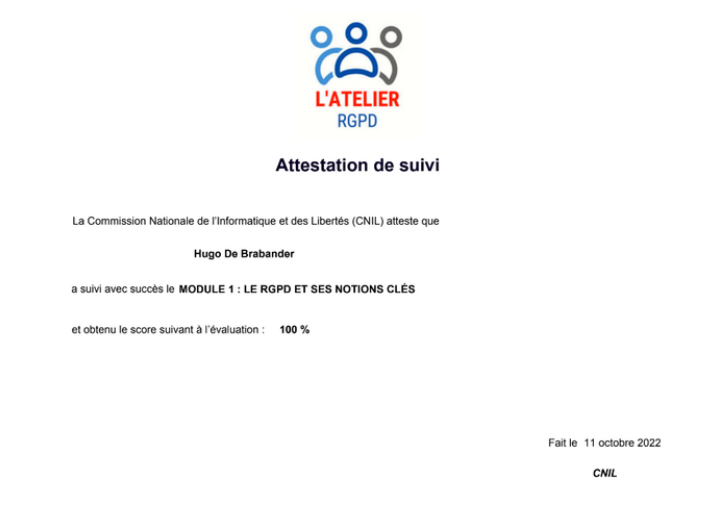 L'ATELIER
RGPD
Attestation de suivi
La Commission Nationale de l'Informatique et des Libertés (CNIL) atteste que
Hugo De Brabander
a suivi avec succès le MODULE 1 : LE RGPD ET SES NOTIONS CLÉS
et obtenu le score suivant à l'évaluation : 100 %
Fait le 11 octobre 2022
CNIL